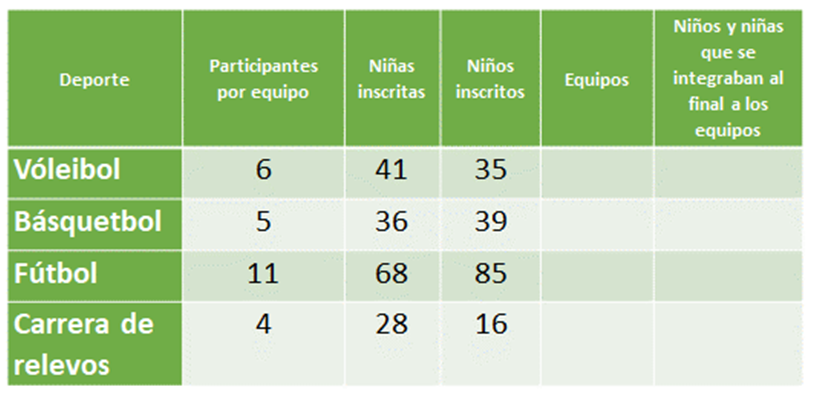 Deporte
Participantes
por equipo
Niñas
inscritas
Niños
inscritos
Equipos
Niños y niñas
que se
integraban al
final a los
equipos
Vóleibol 6 41 35
Básquetbol 5 36 39
Fútbol 11 68 85
Carrera de 4 28 16
relevos